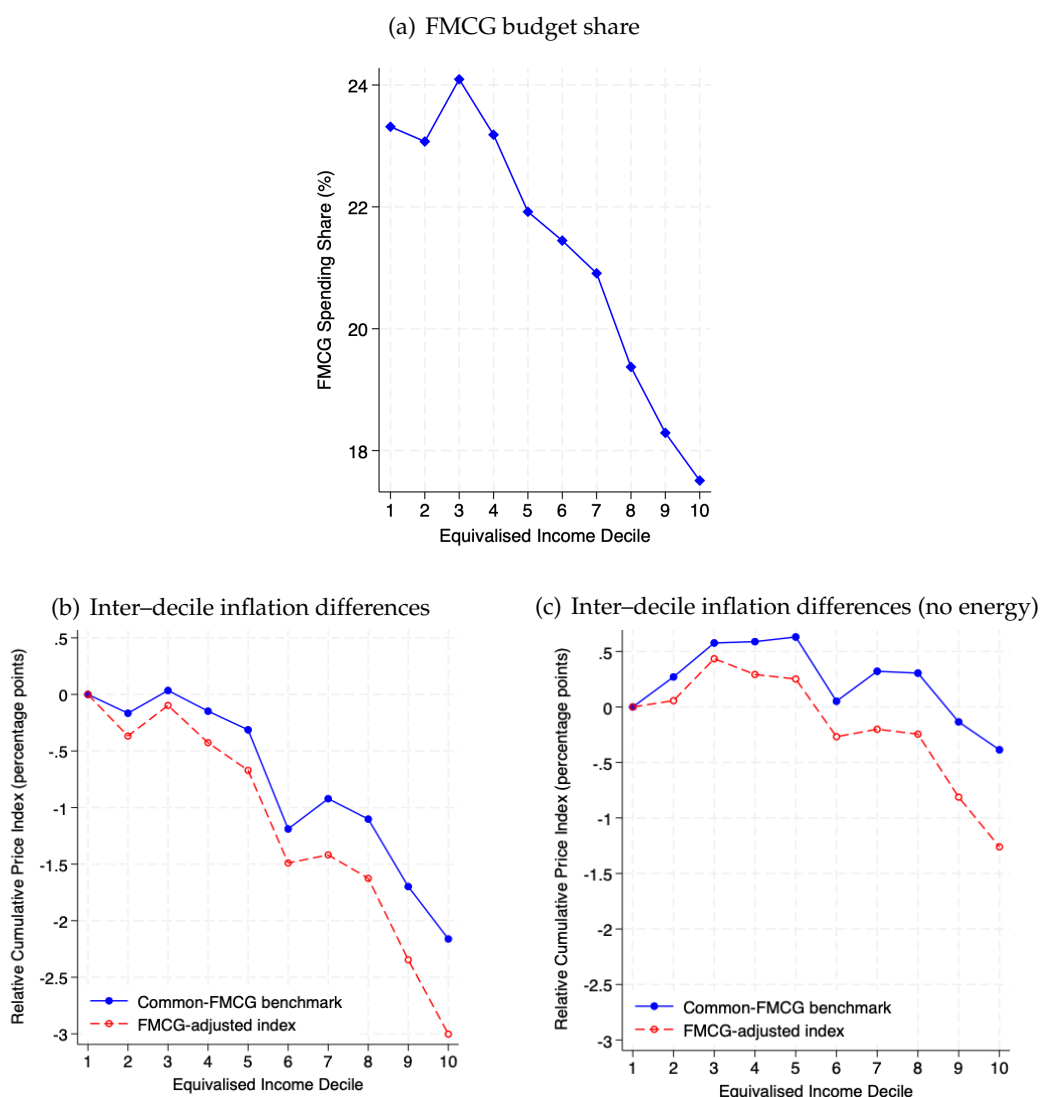 (a) FMCG budget share
FMCG Spending Share (%)
24
22
20
18
1 2 3 4 5 6 7 8 9 10
Equivalised Income Decile
(b) Inter–decile inflation differences
Relative Cumulative Price Index (percentage points)
.5
0
-.5
-1
-1.5
-2
-2.5
-3
Common-FMCG benchmark
FMCG-adjusted index
1 2 3 4 5 6 7 8 9 10
Equivalised Income Decile
(c) Inter–decile inflation differences (no energy)
Relative Cumulative Price Index (percentage points)
.5
0
-.5
-1
-1.5
-2
-2.5
-3
Common-FMCG benchmark
FMCG-adjusted index
1 2 3 4 5 6 7 8 9 10
Equivalised Income Decile